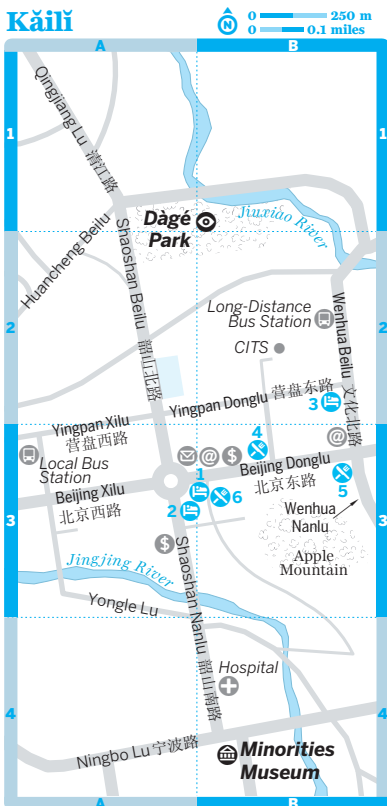 Kǎilǐ
N
0 250 m
0 0.1 miles
A B
1 1
Qingjiang Lu 清江路
Dàgé
Park
Jiuxiao River
Huancheng Beilu
Shaoshan Beilu 韶山北路
2 2
Long-Distance
Bus Station
CITS
Wenhua Beilu 文化北路
Yingpan Donglu 营盘东路
3
Yingpan Xilu
营盘西路
4
@ $
@
Local Bus
Station
Beijing Donglu
北京东路
1
6
5
Beijing Xilu
北京西路
2
3 3
Wenhua
Nanlu
$
Apple
Mountain
Jingjing River
Shaoshan Nanlu 韶山南路
Yongle Lu
Hospital
4 4
Ningbo Lu 宁波路
Minorities
Museum
A B